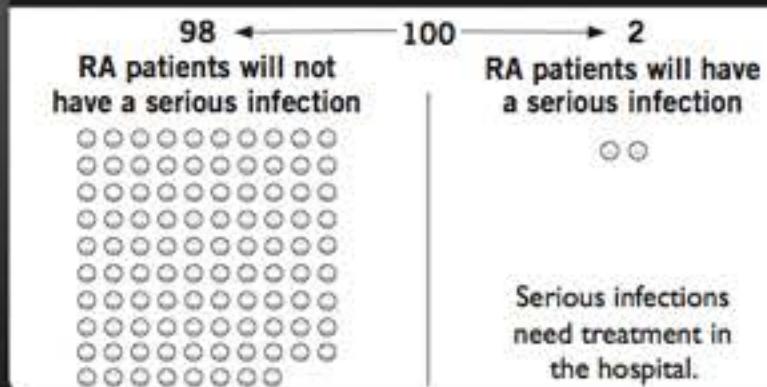 98 100 2
RA patients will not
have a serious infection
RA patients will have
a serious infection
Serious infections
need treatment in
the hospital.